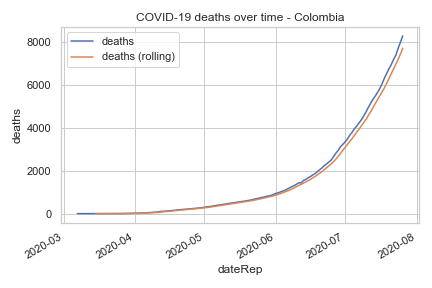 COVID-19 deaths over time - Colombia
deaths
deaths (rolling)
8000
6000
4000
2000
0
deaths
2020-03
2020-04
2020-05
2020-06
2020-07
2020-08
dateRep